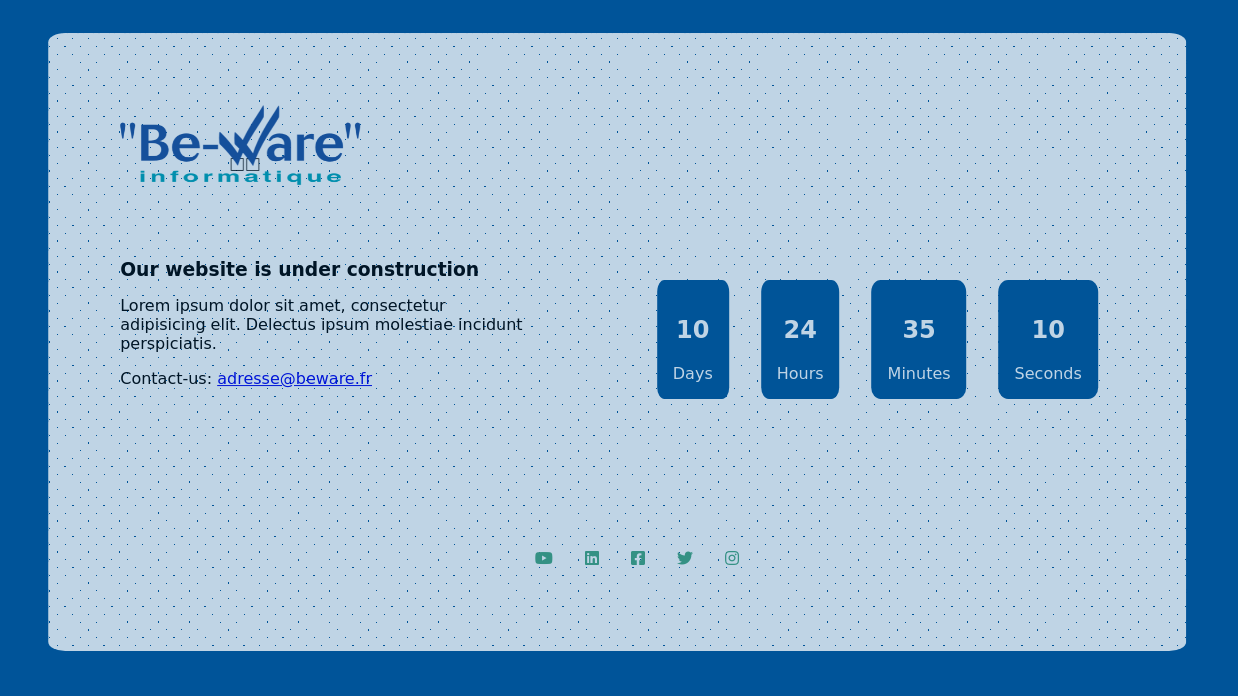 "Be-Ware"
informatique
Our website is under construction
Lorem ipsum dolor sit amet, consectetur
adipisicing elit. Delectus ipsum molestiae incidunt
perspiciatis.
Contact-us: adresse@beware.fr
10
Days
24
Hours
35
Minutes
10
Seconds